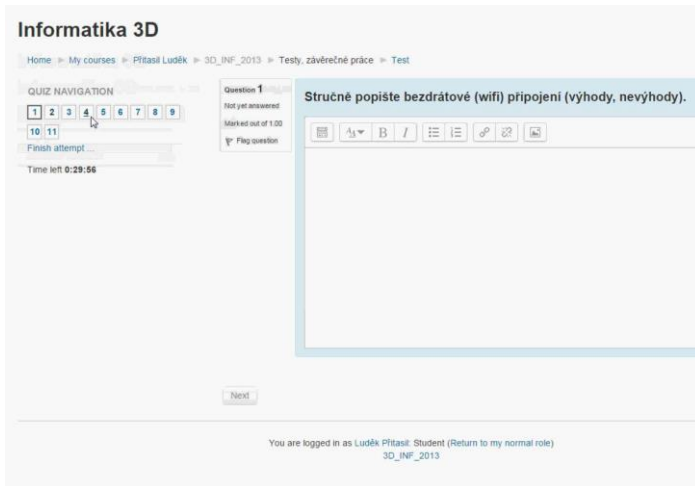 Informatika 3D
Home ► My courses ► Přitasil Luděk ► 3D_INF_2013 ► Testy, závěrečné práce ► Test
QUIZ NAVIGATION
1 2 3 4 5 6 7 8 9
10 11
Finish attempt ...
Time left 0:29:56
Question 1
Not yet answered
Marked out of 1.00
Flag question
Stručně popište bezdrátové (wifi) připojení (výhody, nevýhody).
Next
You are logged in as Luděk Přitasil: Student (Return to my normal role)
3D_INF_2013